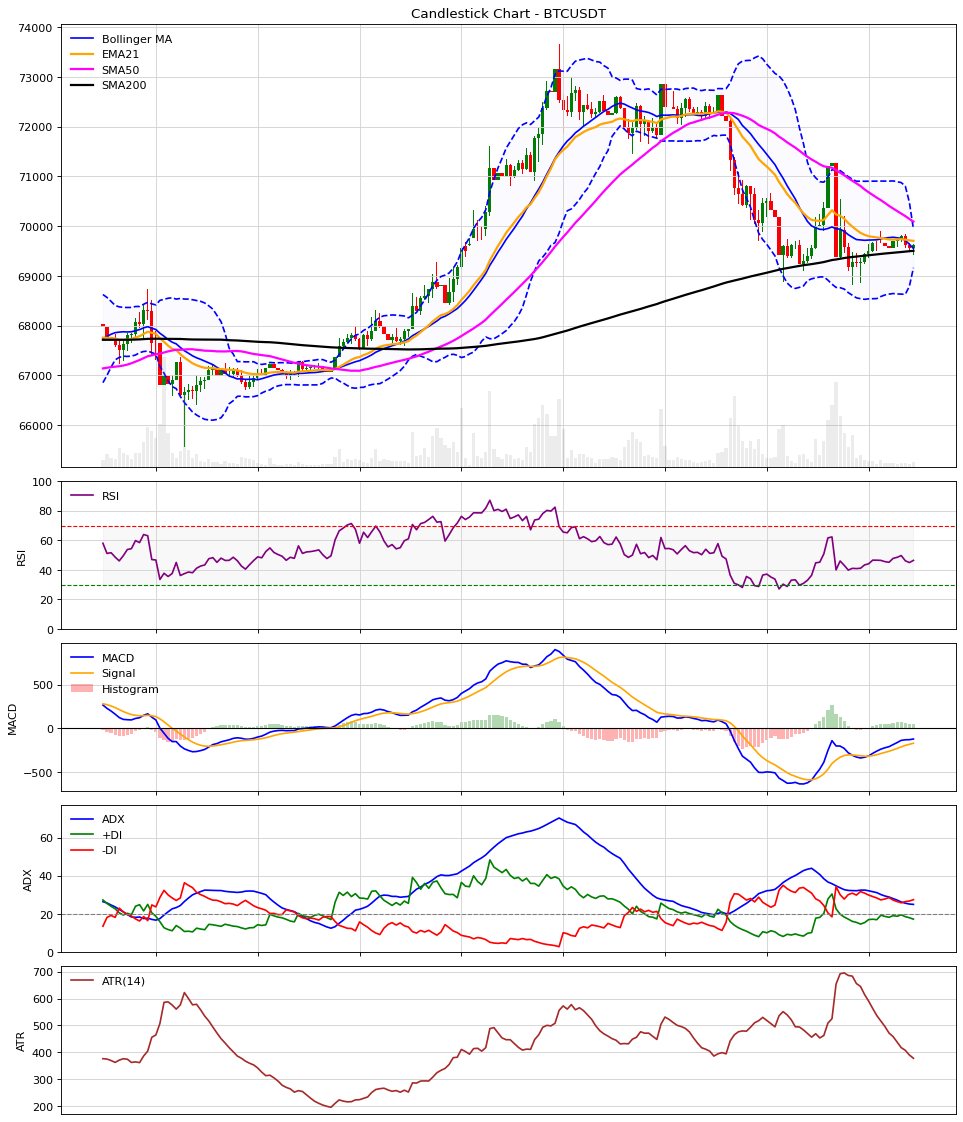 Candlestick Chart - BTCUSDT
Bollinger MA
EMA21
SMA50
SMA200
74000
73000
72000
71000
70000
69000
68000
67000
66000
RSI
RSI
100
80
60
40
20
0
MACD
Signal
Histogram
MACD
500
0
−500
ADX
+DI
-DI
ADX
60
40
20
0
ATR(14)
ATR
700
600
500
400
300
200